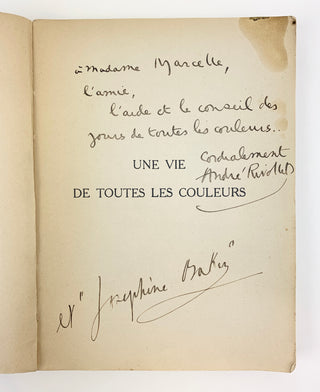 à madame Marcelle,
l'amie,
l'aide et le conseil des
jours de toutes les couleurs..
cordialement
André Rivollet
UNE VIE
DE TOUTES LES COULEURS
et "Joséphine Baker"